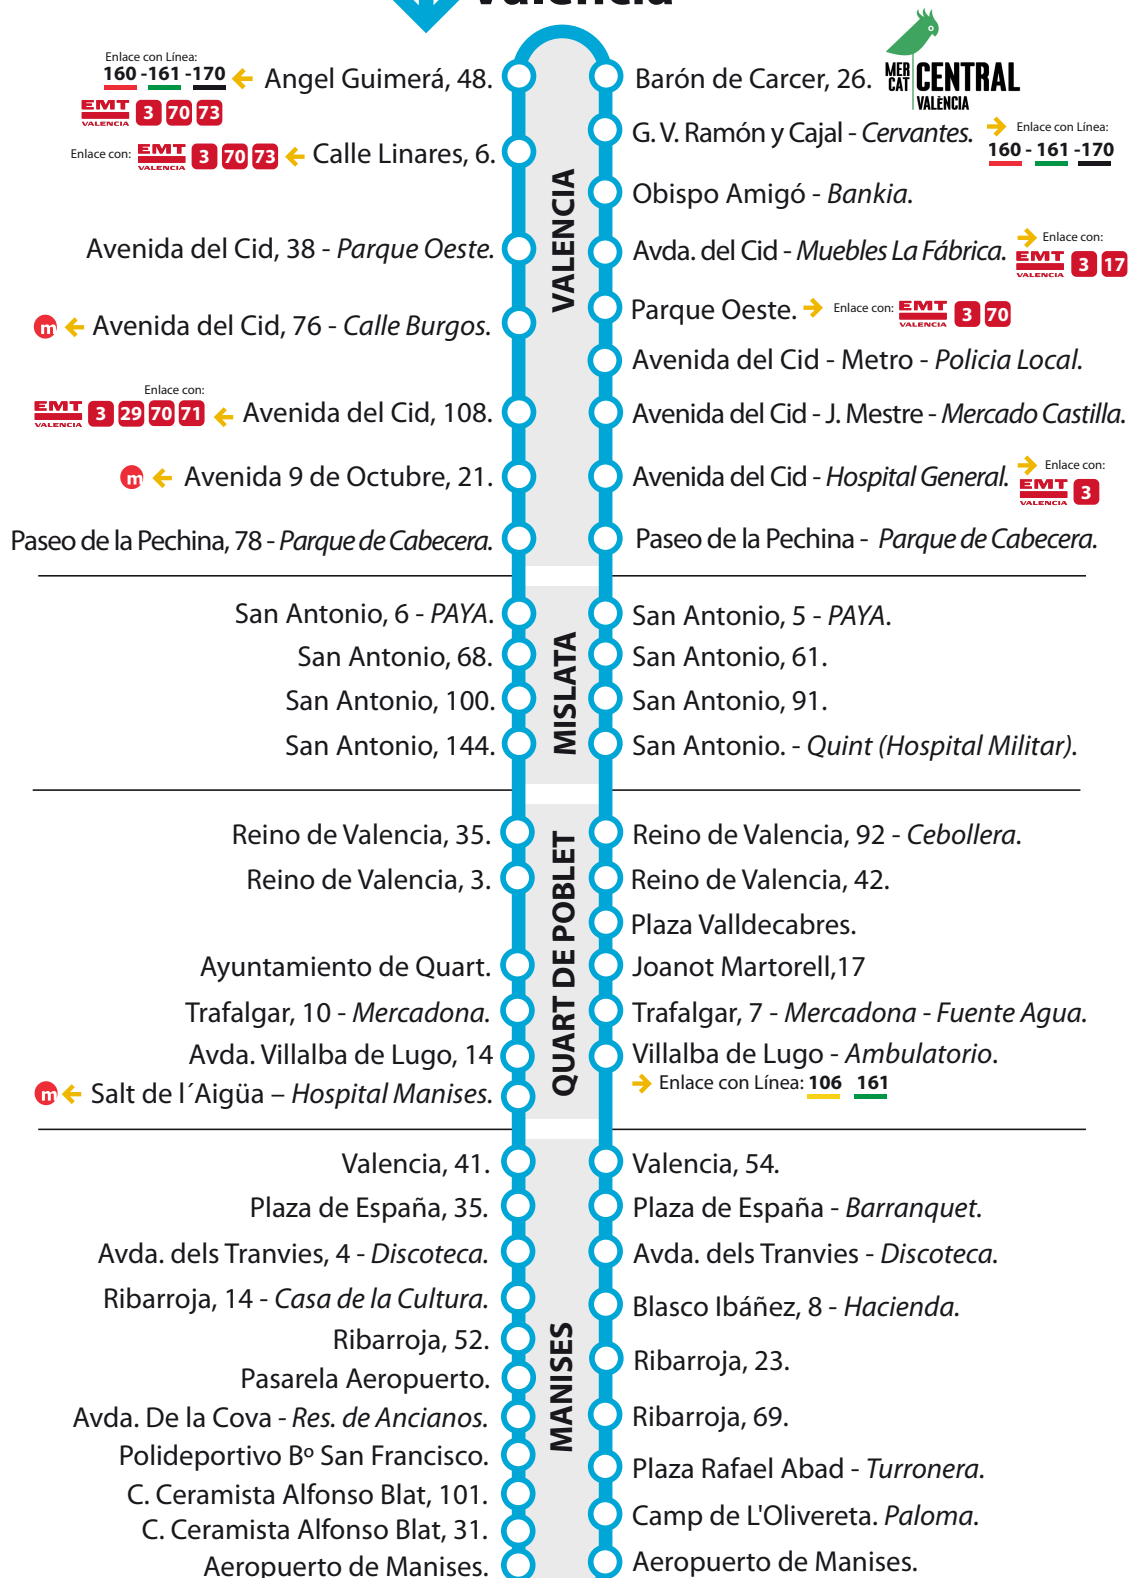 Valencia
Enlace con Línea:
160 -161 -170
Angel Guimerá, 48.
EMT VALENCIA 3 70 73
Enlace con: EMT VALENCIA 3 70 73
Calle Linares, 6.
Avenida del Cid, 38 - Parque Oeste.
m Avenida del Cid, 76 - Calle Burgos.
Enlace con:
EMT VALENCIA 3 29 70 71
Avenida del Cid, 108.
m Avenida 9 de Octubre, 21.
Paseo de la Pechina, 78 - Parque de Cabecera.
VALENCIA
Barón de Carcer, 26.
MERCAT CENTRAL
VALÈNCIA
G. V. Ramón y Cajal - Cervantes.
Enlace con Línea:
160 - 161 -170
Obispo Amigó - Bankia.
Avda. del Cid - Muebles La Fábrica.
Enlace con:
EMT VALENCIA 3 17
Parque Oeste.
Enlace con: EMT VALENCIA 3 70
Avenida del Cid - Metro - Policia Local.
Avenida del Cid - J. Mestre - Mercado Castilla.
Avenida del Cid - Hospital General.
Enlace con:
EMT VALENCIA 3
Paseo de la Pechina - Parque de Cabecera.
San Antonio, 6 - PAYA.
San Antonio, 68.
San Antonio, 100.
San Antonio, 144.
MISLATA
San Antonio, 5 - PAYA.
San Antonio, 61.
San Antonio, 91.
San Antonio. - Quint (Hospital Militar).
Reino de Valencia, 35.
Reino de Valencia, 3.
Ayuntamiento de Quart.
Trafalgar, 10 - Mercadona.
Avda. Villalba de Lugo, 14
m Salt de l´Aigüa – Hospital Manises.
QUART DE POBLET
Reino de Valencia, 92 - Cebollera.
Reino de Valencia, 42.
Plaza Valldecabres.
Joanot Martorell,17
Trafalgar, 7 - Mercadona - Fuente Agua.
Villalba de Lugo - Ambulatorio.
Enlace con Línea: 106 161
Valencia, 41.
Plaza de España, 35.
Avda. dels Tranvies, 4 - Discoteca.
Ribarroja, 14 - Casa de la Cultura.
Ribarroja, 52.
Pasarela Aeropuerto.
Avda. De la Cova - Res. de Ancianos.
Polideportivo Bº San Francisco.
C. Ceramista Alfonso Blat, 101.
C. Ceramista Alfonso Blat, 31.
Aeropuerto de Manises.
MANISES
Valencia, 54.
Plaza de España - Barranquet.
Avda. dels Tranvies - Discoteca.
Blasco Ibáñez, 8 - Hacienda.
Ribarroja, 23.
Ribarroja, 69.
Plaza Rafael Abad - Turronera.
Camp de L'Olivereta. Paloma.
Aeropuerto de Manises.